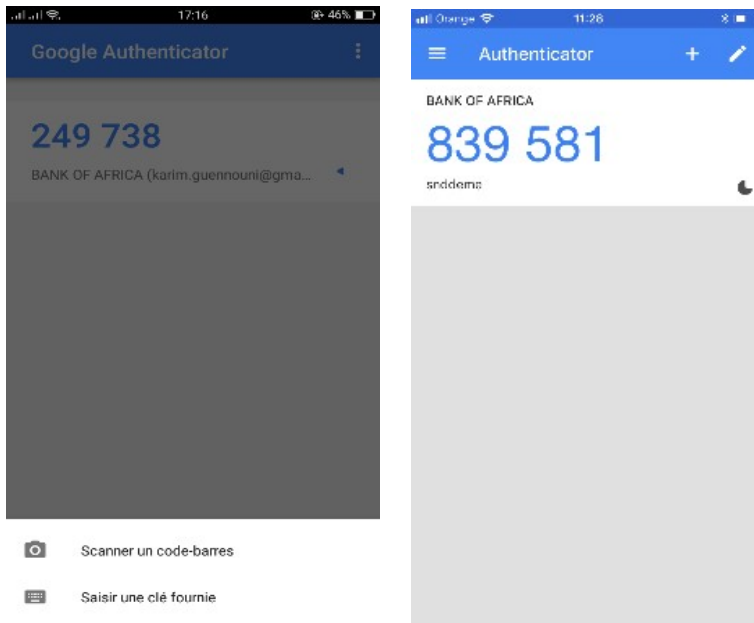 17:16
46%
Google Authenticator
249 738
BANK OF AFRICA (karim.guennouni@gma...
Scanner un code-barres
Saisir une clé fournie
Orange
11:28
Authenticator
BANK OF AFRICA
839 581